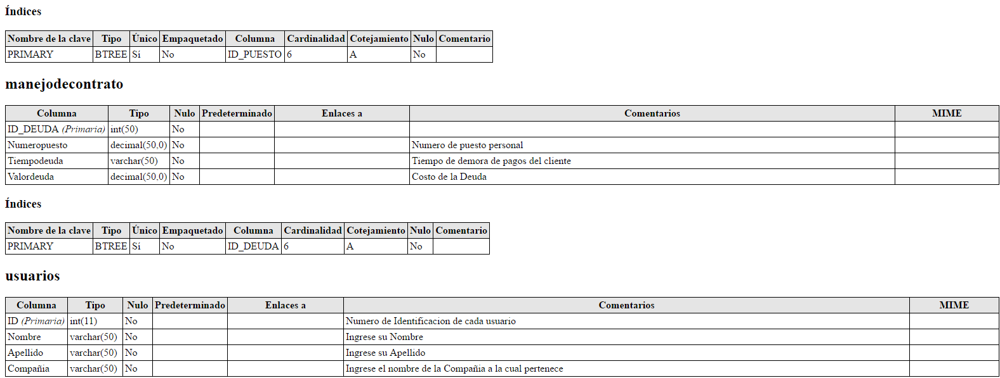 Índices
Nombre de la clave Tipo Único Empaquetado Columna Cardinalidad Cotejamiento Nulo Comentario
PRIMARY BTREE Sí No ID_PUESTO 6 A No
manejodecontrato
Columna Tipo Nulo Predeterminado Enlaces a Comentarios MIME
ID_DEUDA (Primaria) int(50) No
Numeropuesto decimal(50,0) No Numero de puesto personal
Tiempodeuda varchar(50) No Tiempo de demora de pagos del cliente
Valordeuda decimal(50,0) No Costo de la Deuda
Índices
Nombre de la clave Tipo Único Empaquetado Columna Cardinalidad Cotejamiento Nulo Comentario
PRIMARY BTREE Sí No ID_DEUDA 6 A No
usuarios
Columna Tipo Nulo Predeterminado Enlaces a Comentarios MIME
ID (Primaria) int(11) No Numero de Identificacion de cada usuario
Nombre varchar(50) No Ingrese su Nombre
Apellido varchar(50) No Ingrese su Apellido
Compañia varchar(50) No Ingrese el nombre de la Compañia a la cual pertenece